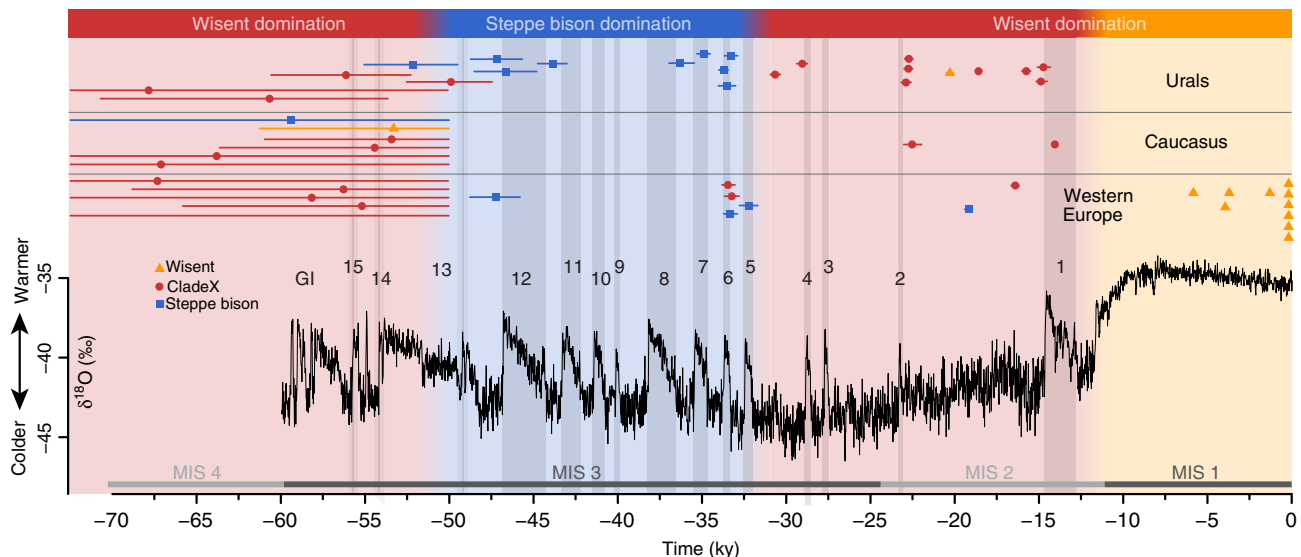 Wisent domination Steppe bison domination Wisent domination
Urals
Caucasus
Western
Europe
Wisent
CladeX
Steppe bison
GI 15 14 13 12 11 10 9 8 7 6 5 4 3 2 1
Colder Warmer
δ18O (‰)
−35
−40
−45
MIS 4 MIS 3 MIS 2 MIS 1
−70 −65 −60 −55 −50 −45 −40 −35 −30 −25 −20 −15 −10 −5 0
Time (ky)